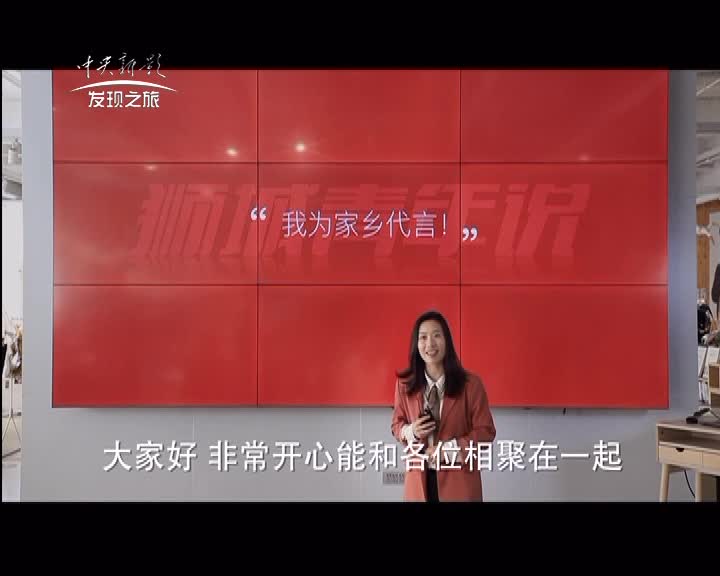 中央新影
发现之旅
狮城青年说
“我为家乡代言！”
大家好 非常开心能和各位相聚在一起